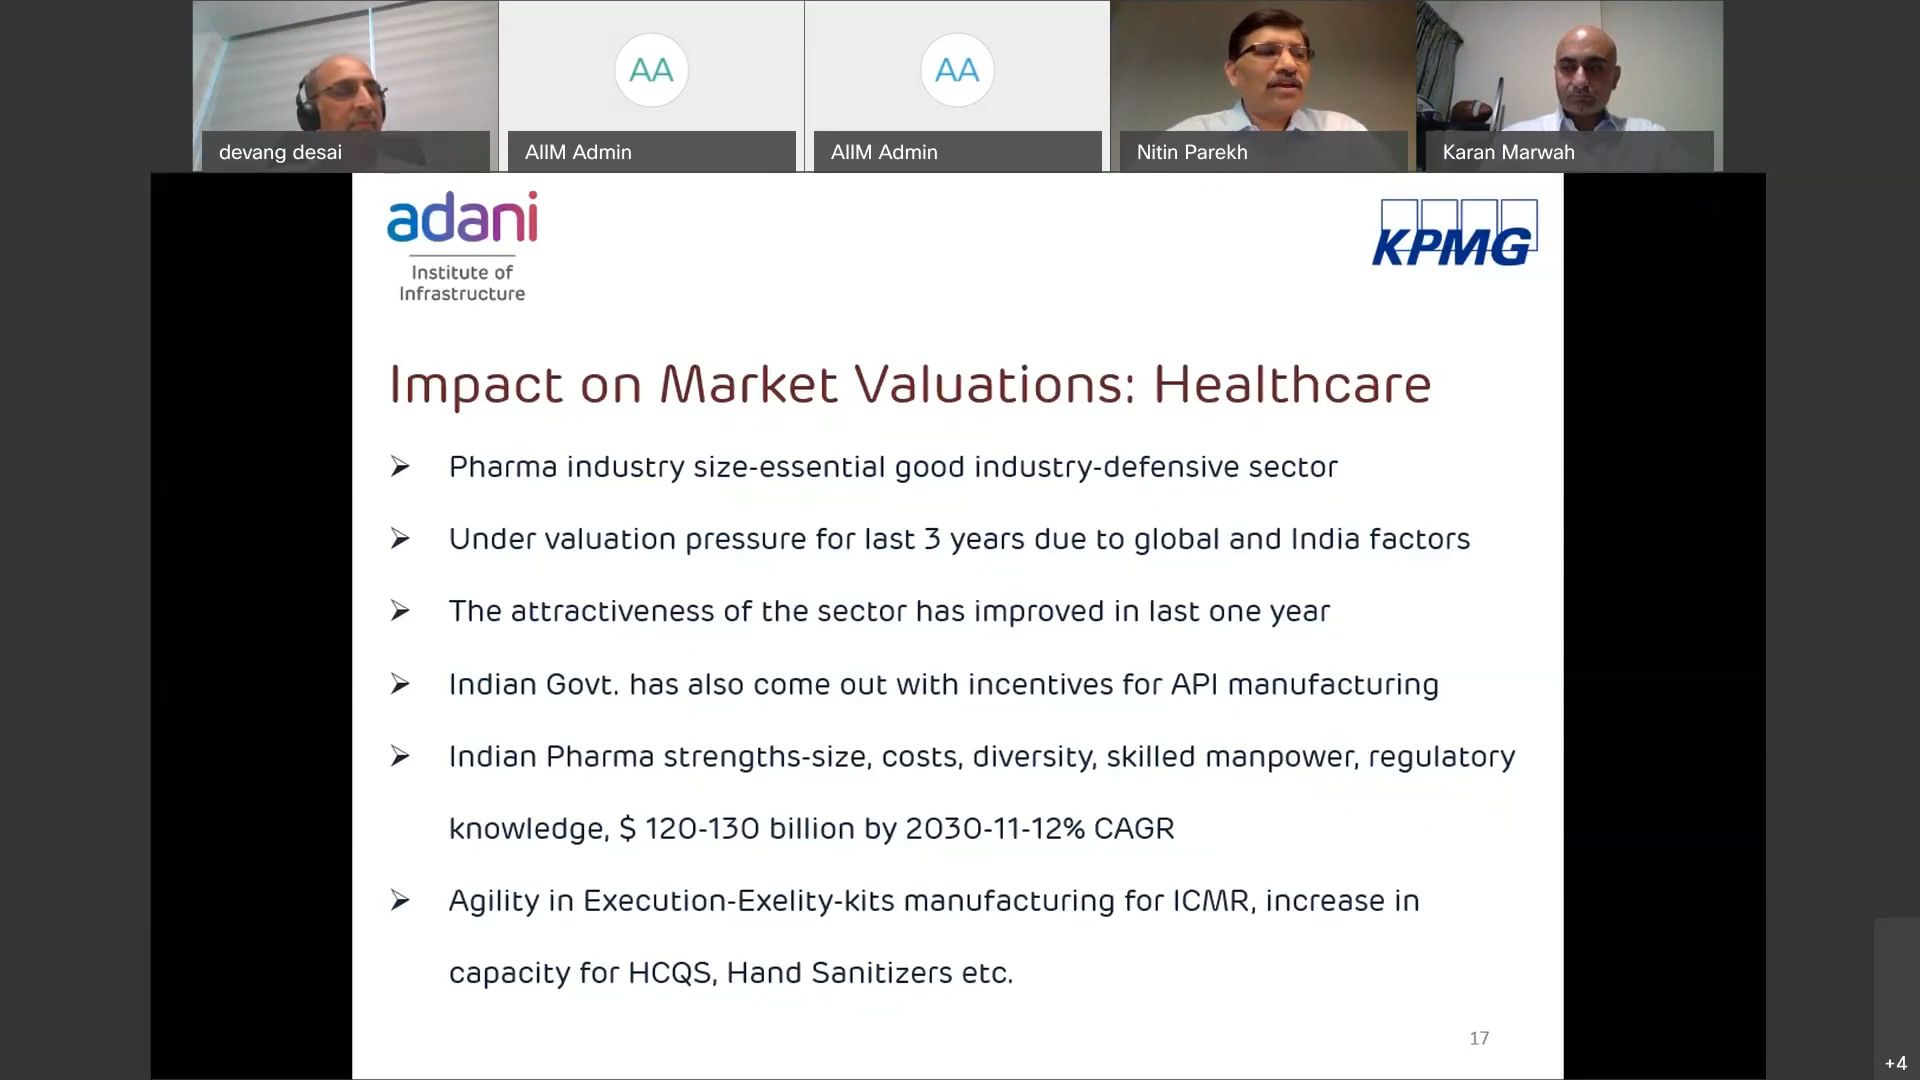 AA
AA
devang desai
AIIM Admin
AIIM Admin
Nitin Parekh
Karan Marwah
adani
Institute of
Infrastructure
KPMG
Impact on Market Valuations: Healthcare
➢ Pharma industry size-essential good industry-defensive sector
➢ Under valuation pressure for last 3 years due to global and India factors
➢ The attractiveness of the sector has improved in last one year
➢ Indian Govt. has also come out with incentives for API manufacturing
➢ Indian Pharma strengths-size, costs, diversity, skilled manpower, regulatory
knowledge, $ 120-130 billion by 2030-11-12% CAGR
➢ Agility in Execution-Exelity-kits manufacturing for ICMR, increase in
capacity for HCQS, Hand Sanitizers etc.
17
+4